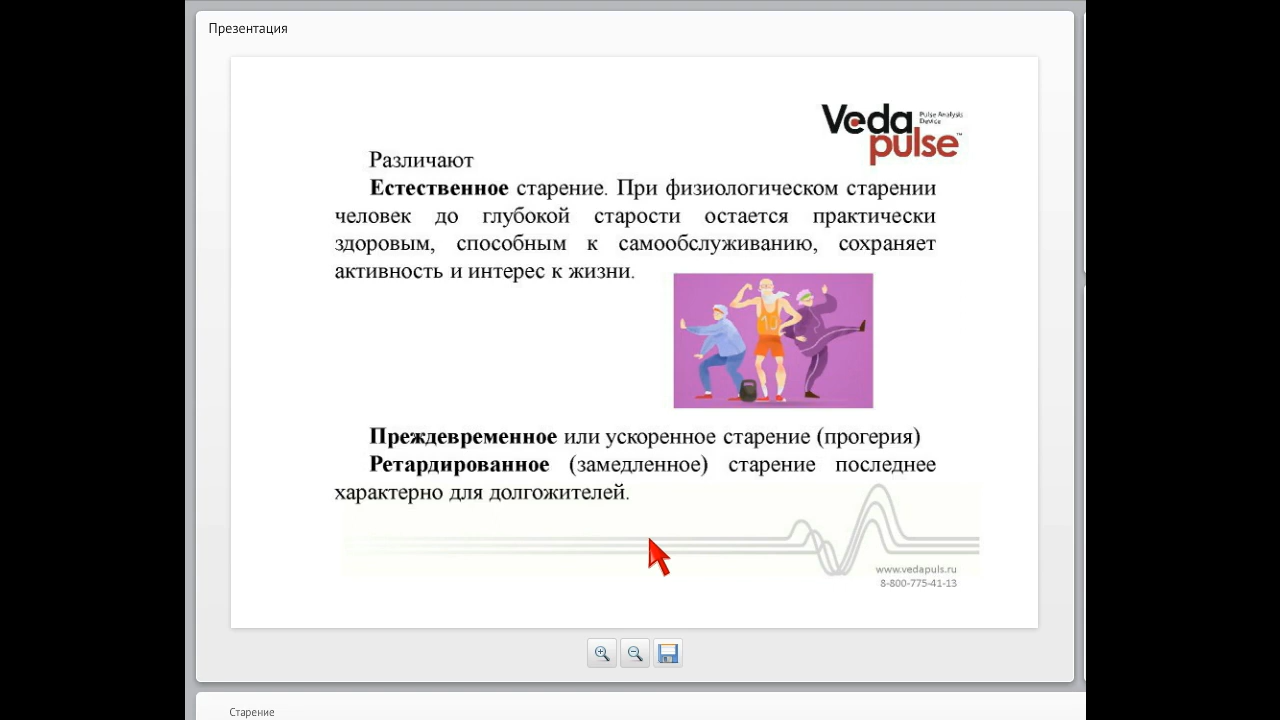 Презентация
Veda Pulse Analysis
Device
pulse™
Различают
Естественное старение. При физиологическом старении
человек до глубокой старости остается практически
здоровым, способным к самообслуживанию, сохраняет
активность и интерес к жизни.
10
Преждевременное или ускоренное старение (прогерия)
Ретардированное (замедленное) старение последнее
характерно для долгожителей.
www.vedapuls.ru
8-800-775-41-13
Старение